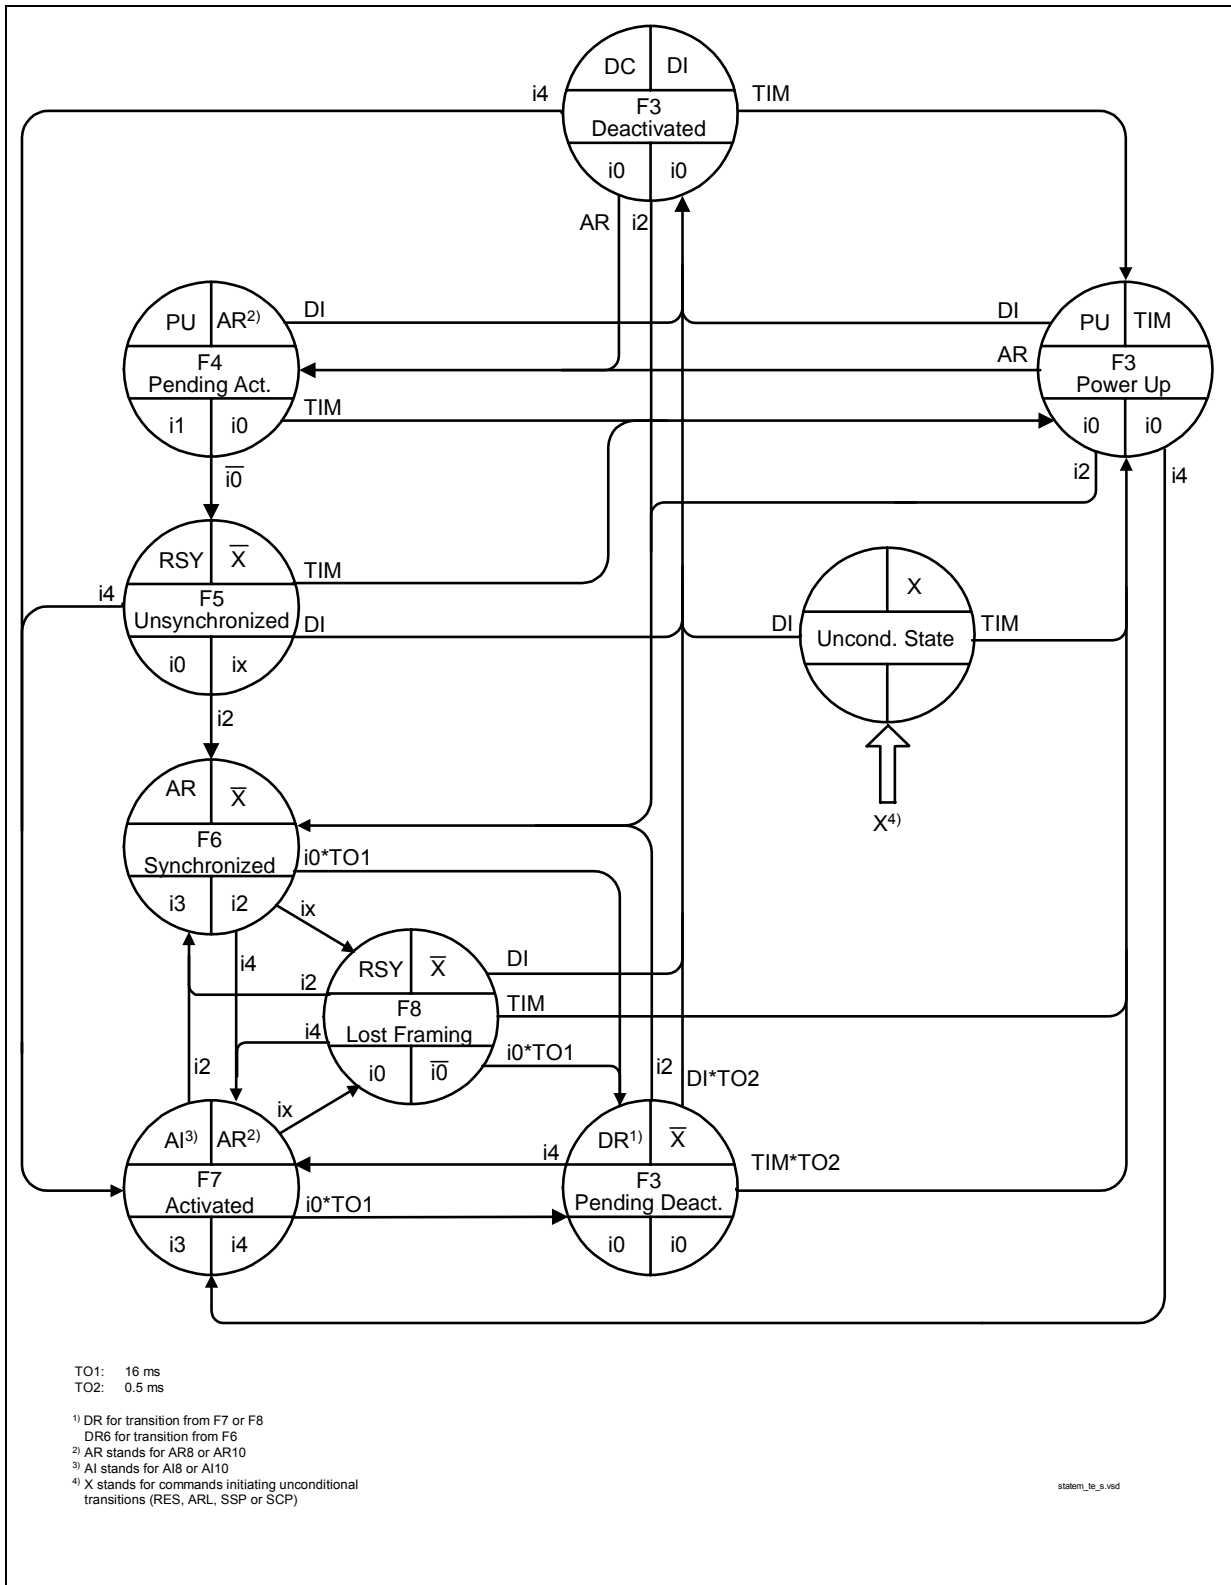 DC DI
i4 TIM
F3
Deactivated
i0 i0
AR i2
PU AR²⁾ DI DI PU TIM
F4 AR F3
Pending Act. Power Up
i1 i0 TIM i0 i0
i̅0̅ i2 i4
RSY X̅ TIM X
i4 F5
Unsynchronized DI DI Uncond. State TIM
i0 ix
i2
AR X̅ X⁴⁾
F6
Synchronized i0*TO1
i3 i2 ix
i4 RSY X̅ DI
i2 F8 TIM
i4 Lost Framing
i0 i̅0̅ i0*TO1
i2 i2 DI*TO2
ix
AI³⁾ AR²⁾ i4 DR¹⁾ X̅ TIM*TO2
F7 F3
Activated i0*TO1 Pending Deact.
i3 i4 i0 i0
TO1: 16 ms
TO2: 0.5 ms
¹⁾ DR for transition from F7 or F8
DR6 for transition from F6
²⁾ AR stands for AR8 or AR10
³⁾ AI stands for AI8 or AI10
⁴⁾ X stands for commands initiating unconditional
transitions (RES, ARL, SSP or SCP)
statem_te_s.vsd